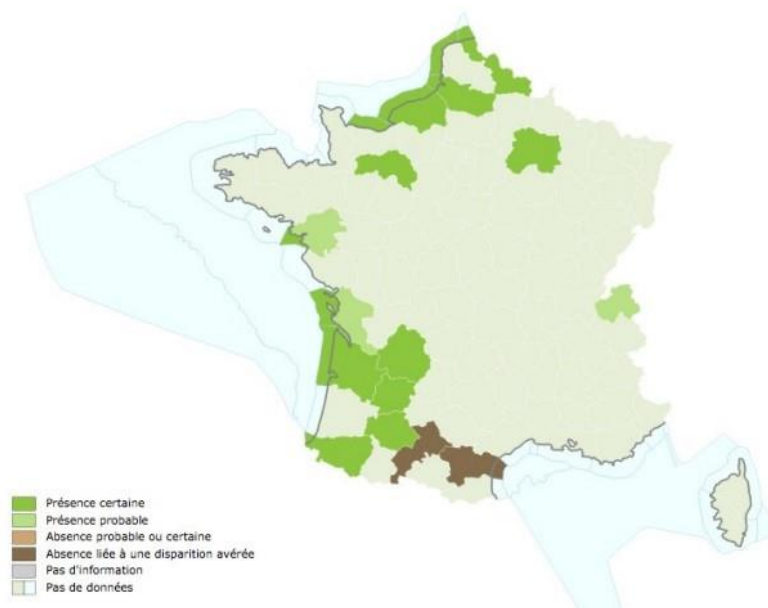 Présence certaine
Présence probable
Absence probable ou certaine
Absence liée à une disparition avérée
Pas d'information
Pas de données